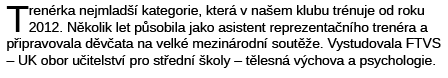 Trenérka nejmladší kategorie, která v našem klubu trénuje od roku
2012. Několik let působila jako asistent reprezentačního trenéra a
připravovala děvčata na velké mezinárodní soutěže. Vystudovala FTVS
– UK obor učitelství pro střední školy – tělesná výchova a psychologie.